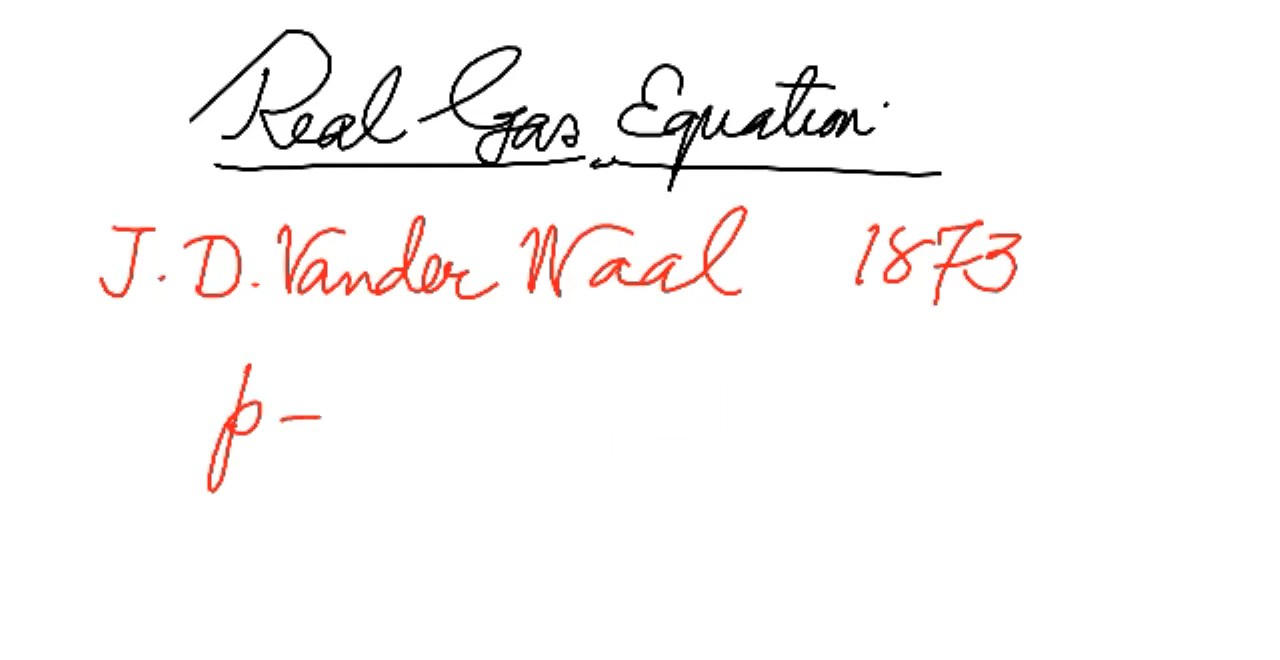 Real Gas Equation
J. D. Vander Waal 1873
p -